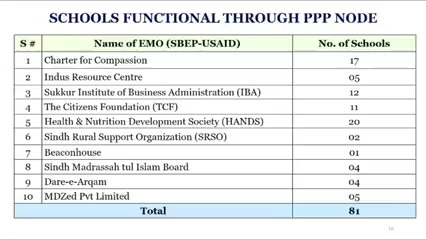 SCHOOLS FUNCTIONAL THROUGH PPP NODE
S # Name of EMO (SBEP-USAID) No. of Schools
1 Charter for Compassion 17
2 Indus Resource Centre 05
3 Sukkur Institute of Business Administration (IBA) 12
4 The Citizens Foundation (TCF) 11
5 Health & Nutrition Development Society (HANDS) 20
6 Sindh Rural Support Organization (SRSO) 02
7 Beaconhouse 01
8 Sindh Madrassah tul Islam Board 04
9 Dare-e-Arqam 04
10 MDZed Pvt Limited 05
Total 81